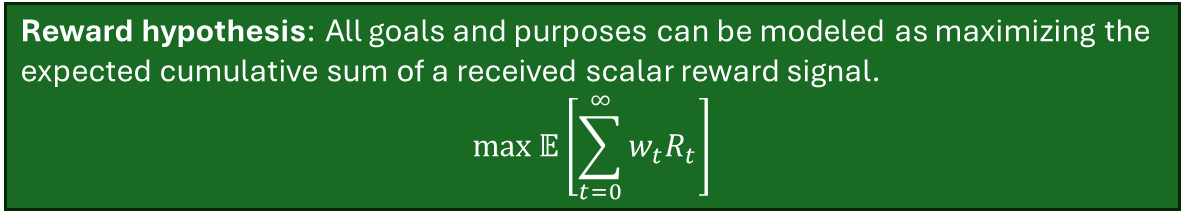 Reward hypothesis: All goals and purposes can be modeled as maximizing the
expected cumulative sum of a received scalar reward signal.
max 𝔼 [∑_{t=0}^{∞} w_t R_t]